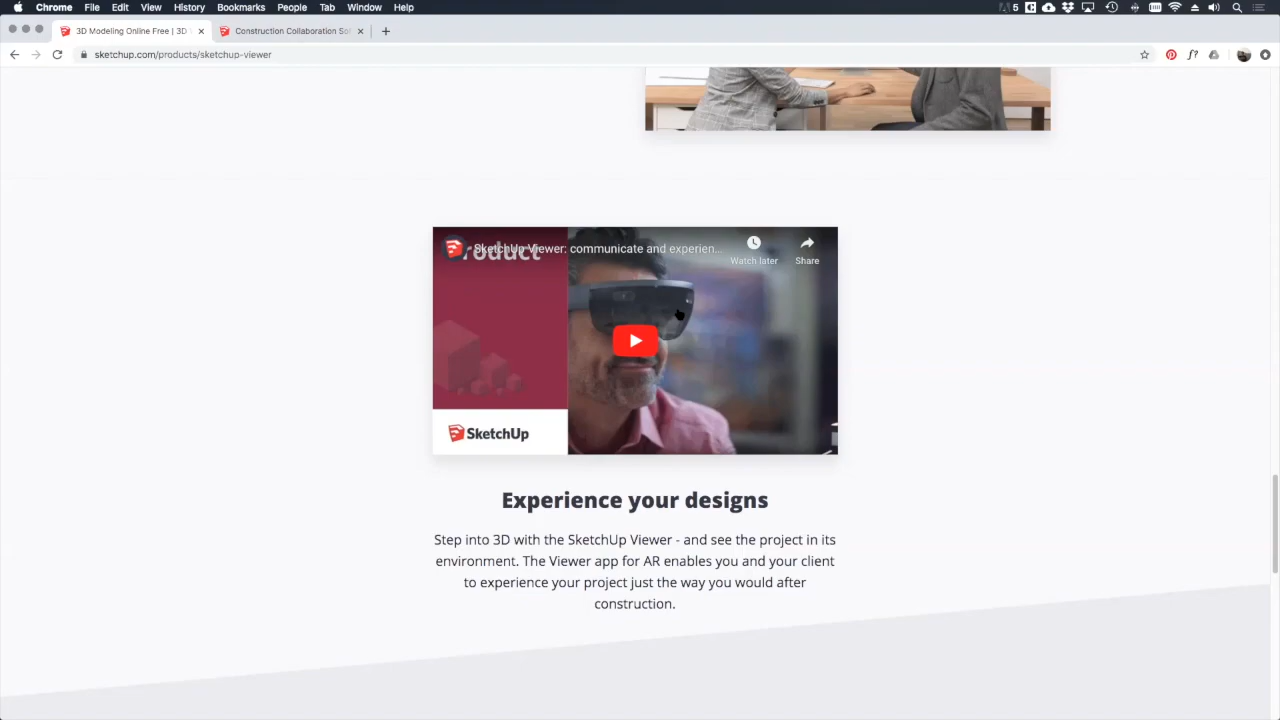 Chrome File Edit View History Bookmarks People Tab Window Help
5
3D Modeling Online Free | 3D
Construction Collaboration So
sketchup.com/products/sketchup-viewer
Product
SketchUp Viewer: communicate and experien...
Watch later
Share
SketchUp
Experience your designs
Step into 3D with the SketchUp Viewer - and see the project in its
environment. The Viewer app for AR enables you and your client
to experience your project just the way you would after
construction.